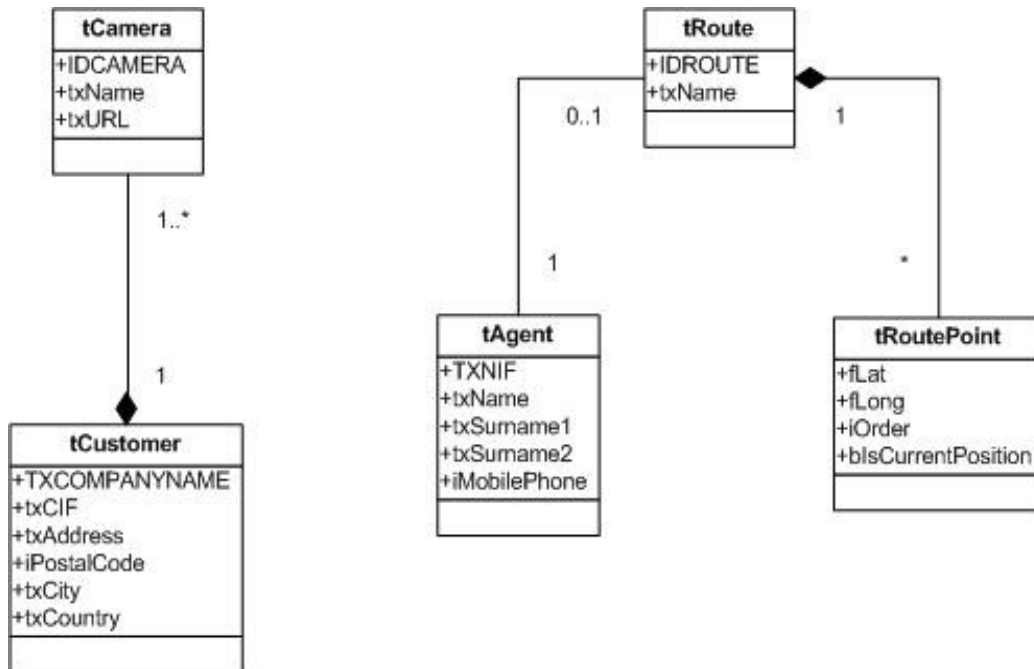 tCamera
+IDCAMERA
+txName
+txURL
1..*
1
tCustomer
+TXCOMPANYNAME
+txCIF
+txAddress
+iPostalCode
+txCity
+txCountry
tRoute
+IDROUTE
+txName
0..1
1
1
*
tAgent
+TXNIF
+txName
+txSurname1
+txSurname2
+iMobilePhone
tRoutePoint
+fLat
+fLong
+iOrder
+bIsCurrentPosition